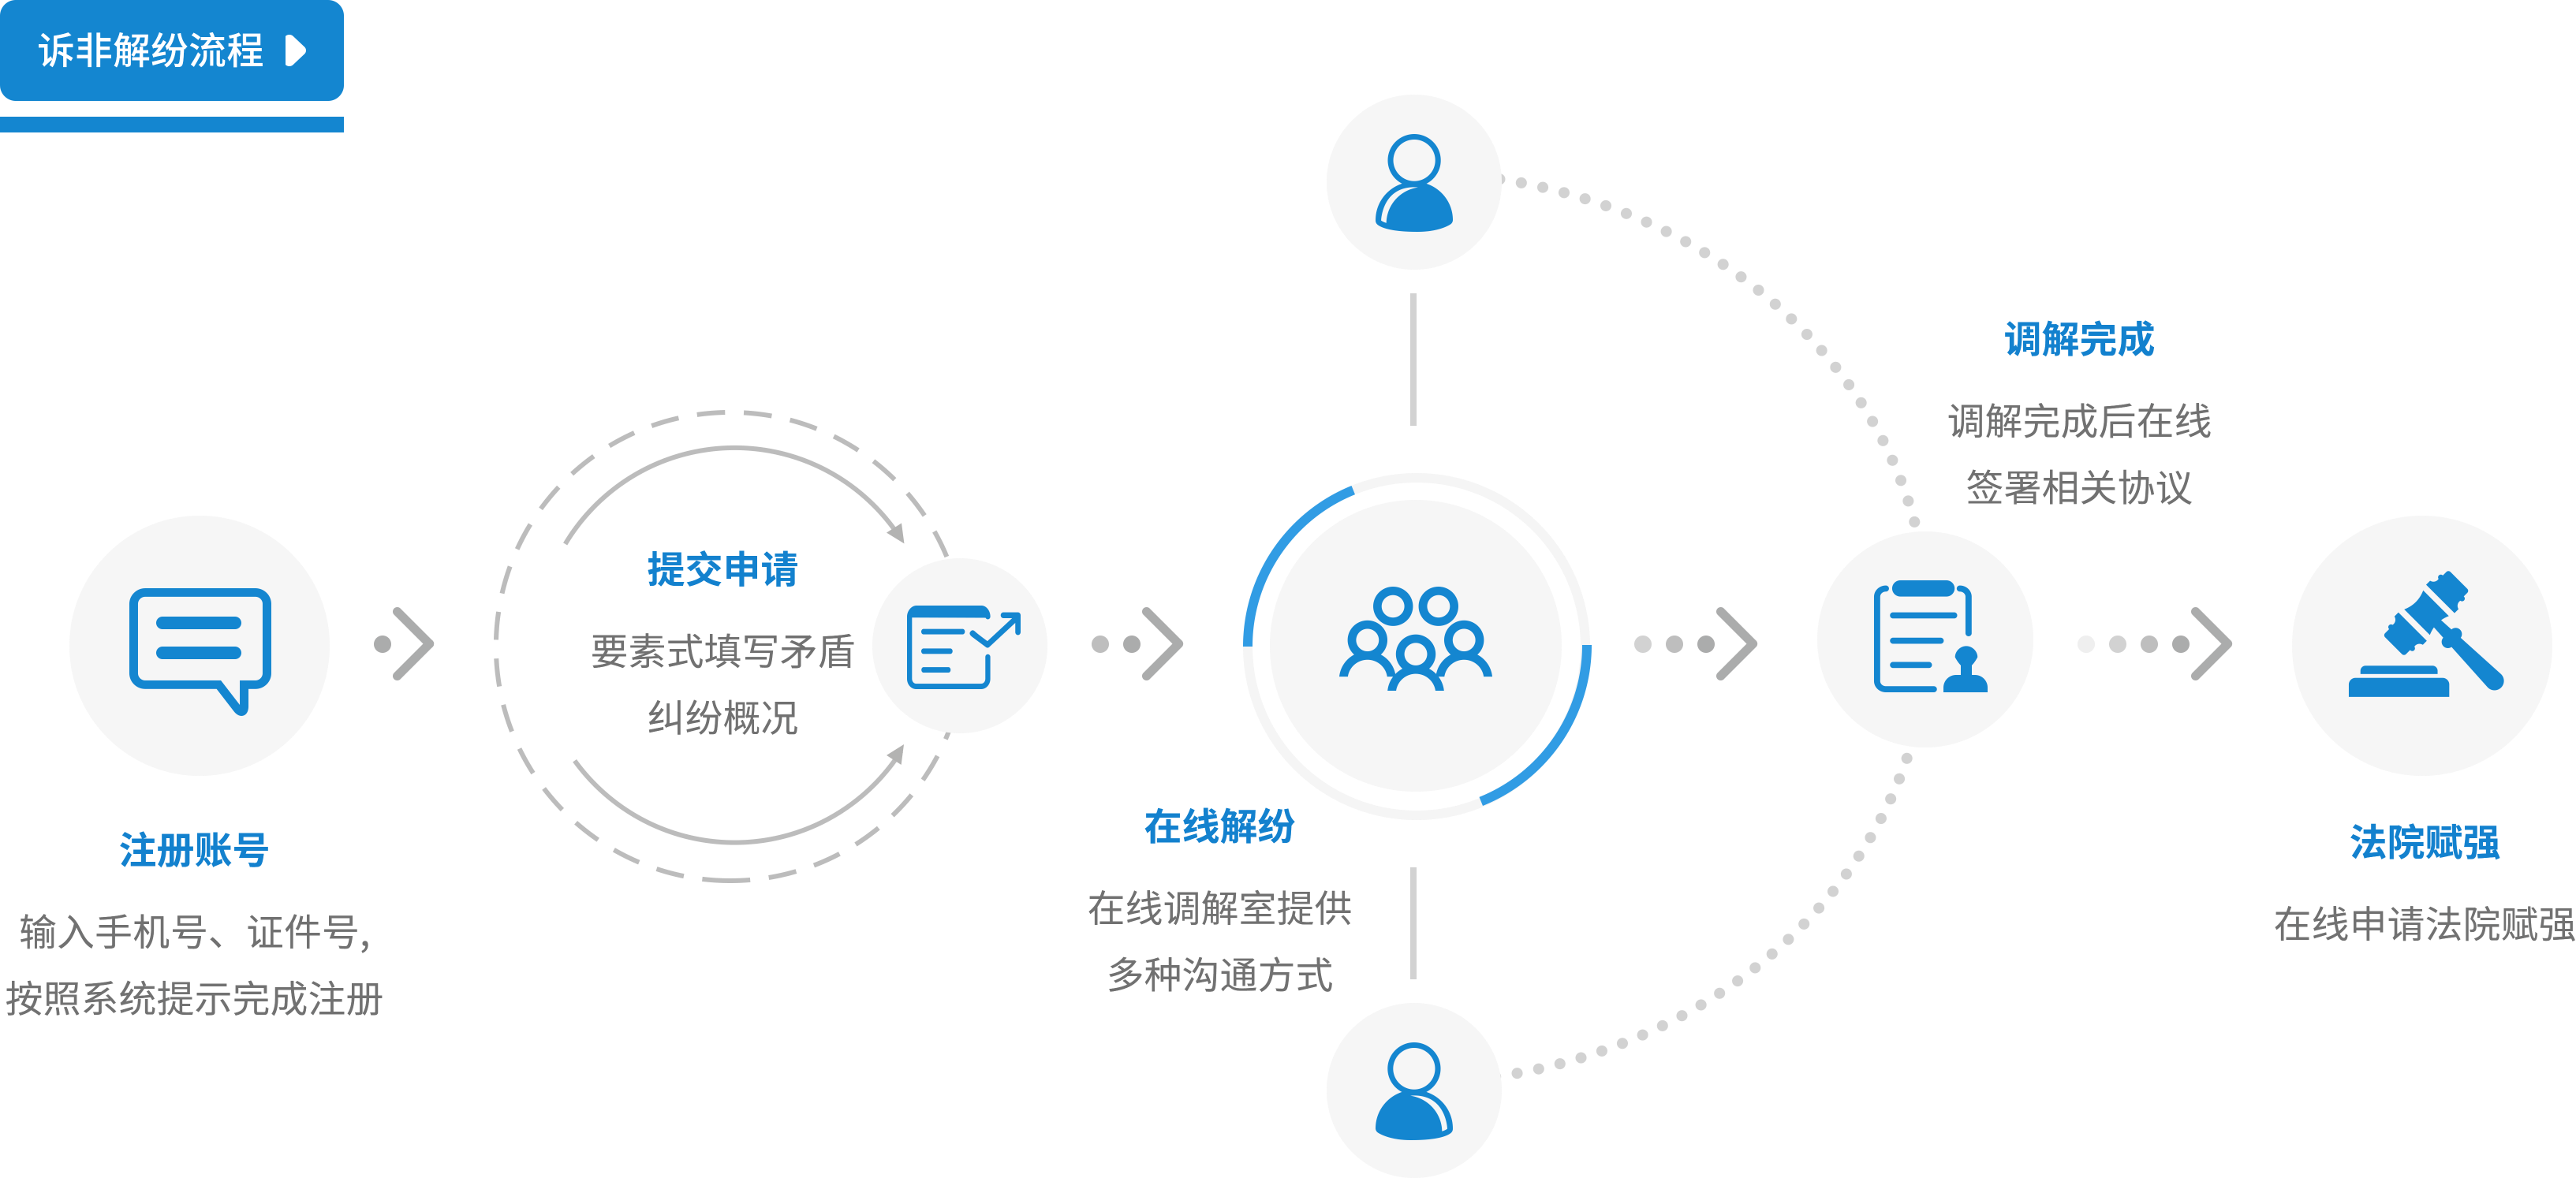 诉非解纷流程
注册账号
输入手机号、证件号,
按照系统提示完成注册
提交申请
要素式填写矛盾
纠纷概况
在线解纷
在线调解室提供
多种沟通方式
调解完成
调解完成后在线
签署相关协议
法院赋强
在线申请法院赋强